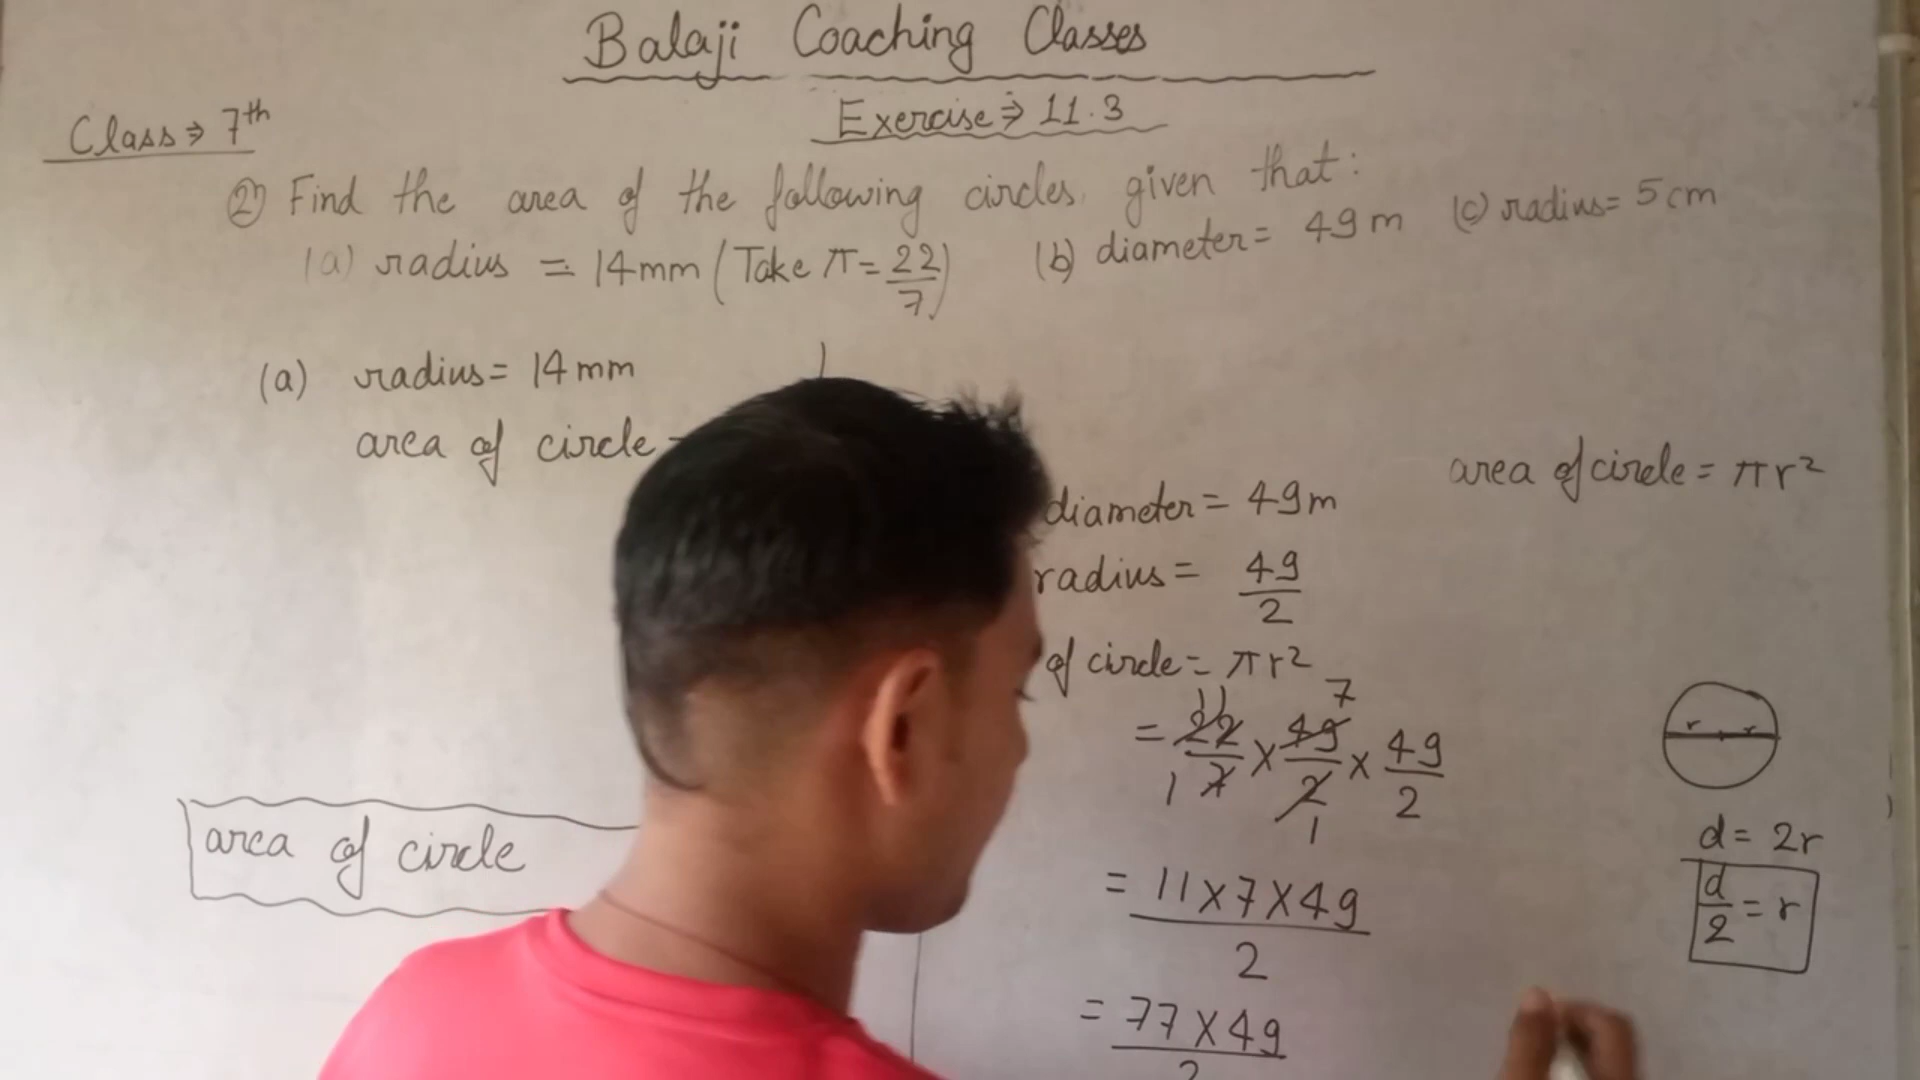 Balaji Coaching Classes
Exercise ⇒ 11.3
Class ⇒ 7th
② Find the area of the following circles, given that:
(a) radius = 14mm (Take π = 22/7) (b) diameter = 49 m (c) radius = 5 cm
(a) radius = 14 mm
area of circle
diameter = 49m
radius = 49/2
of circle = πr²
11 7
= 22/7 × 49/2 × 49/2
1 1
= 11×7×49/2
= 77×49/2
area of circle
area of circle = πr²
r r
d = 2r
d/2 = r